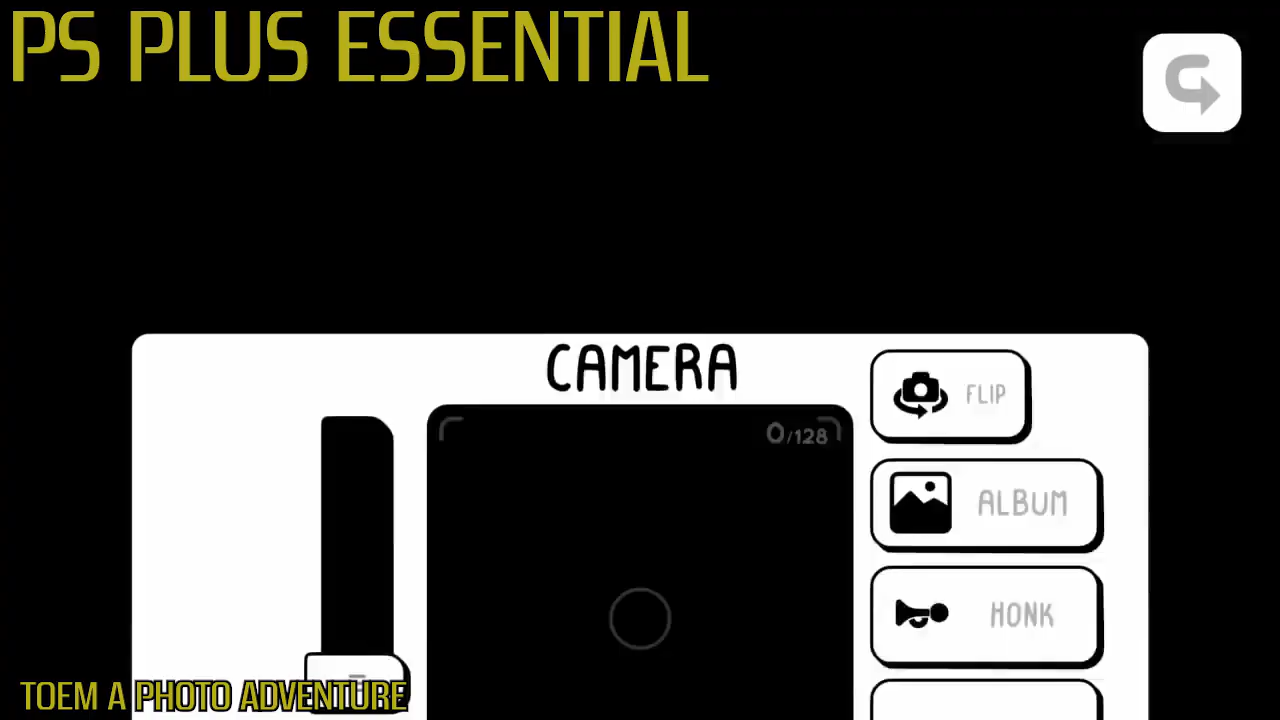 PS PLUS ESSENTIAL
CAMERA
FLIP
0/128
ALBUM
HONK
TOEM A PHOTO ADVENTURE